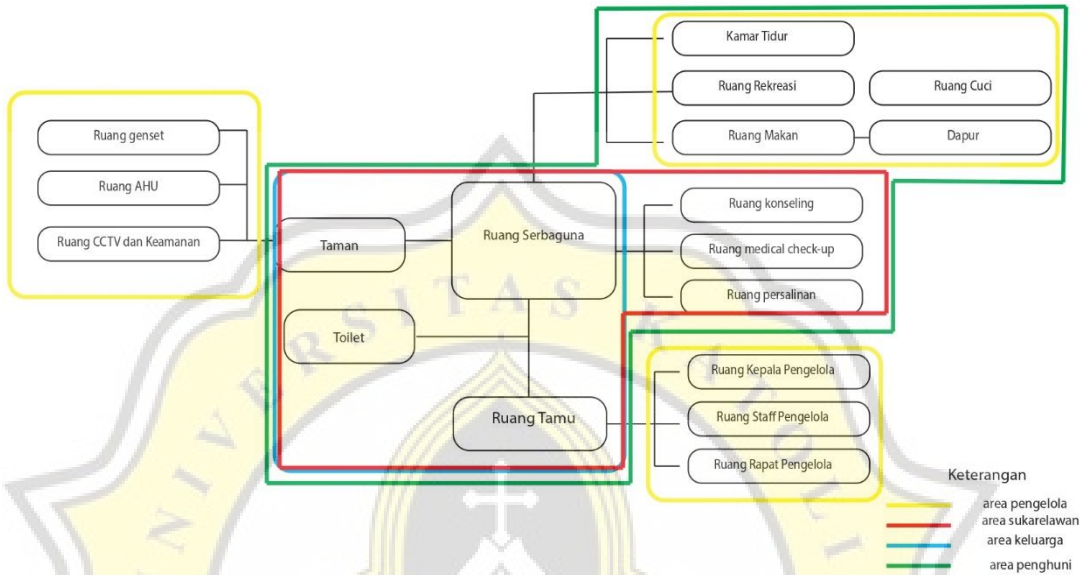 Kamar Tidur
Ruang Rekreasi
Ruang Cuci
Ruang Makan
Dapur
Ruang genset
Ruang AHU
Ruang CCTV dan Keamanan
Taman
Ruang Serbaguna
Toilet
Ruang Tamu
Ruang konseling
Ruang medical check-up
Ruang persalinan
Ruang Kepala Pengelola
Ruang Staff Pengelola
Ruang Rapat Pengelola
Keterangan
area pengelola
area sukarelawan
area keluarga
area penghuni
UNIVERSITAS KATOLI